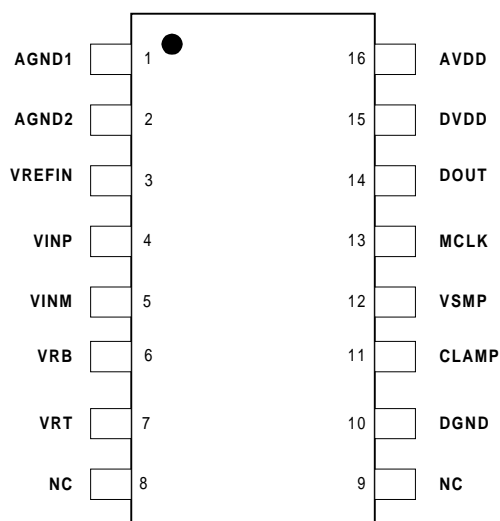 AGND1 1 16 AVDD
AGND2 2 15 DVDD
VREFIN 3 14 DOUT
VINP 4 13 MCLK
VINM 5 12 VSMP
VRB 6 11 CLAMP
VRT 7 10 DGND
NC 8 9 NC